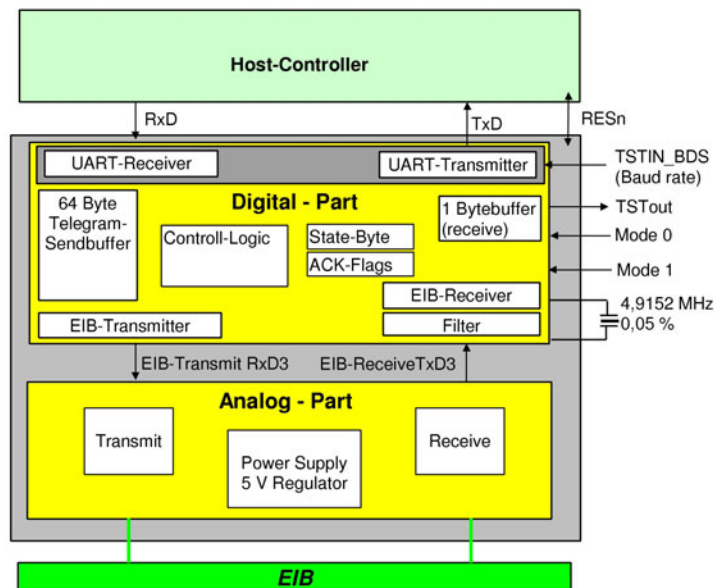 Host-Controller
RxD
TxD
RESn
UART-Receiver
UART-Transmitter
TSTIN_BDS
(Baud rate)
64 Byte
Telegram-
Sendbuffer
Digital - Part
1 Bytebuffer
(receive)
TSTout
Controll-Logic
State-Byte
ACK-Flags
Mode 0
Mode 1
EIB-Receiver
4,9152 MHz
0,05 %
EIB-Transmitter
Filter
EIB-Transmit RxD3
EIB-ReceiveTxD3
Analog - Part
Transmit
Receive
Power Supply
5 V Regulator
EIB